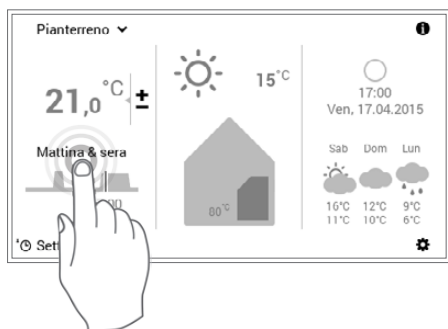 Pianterreno
21,0 °C ±
Mattina & sera
15°C
80 °C
17:00
Ven, 17.04.2015
Sab Dom Lun
16°C 12°C 9°C
11°C 10°C 6°C